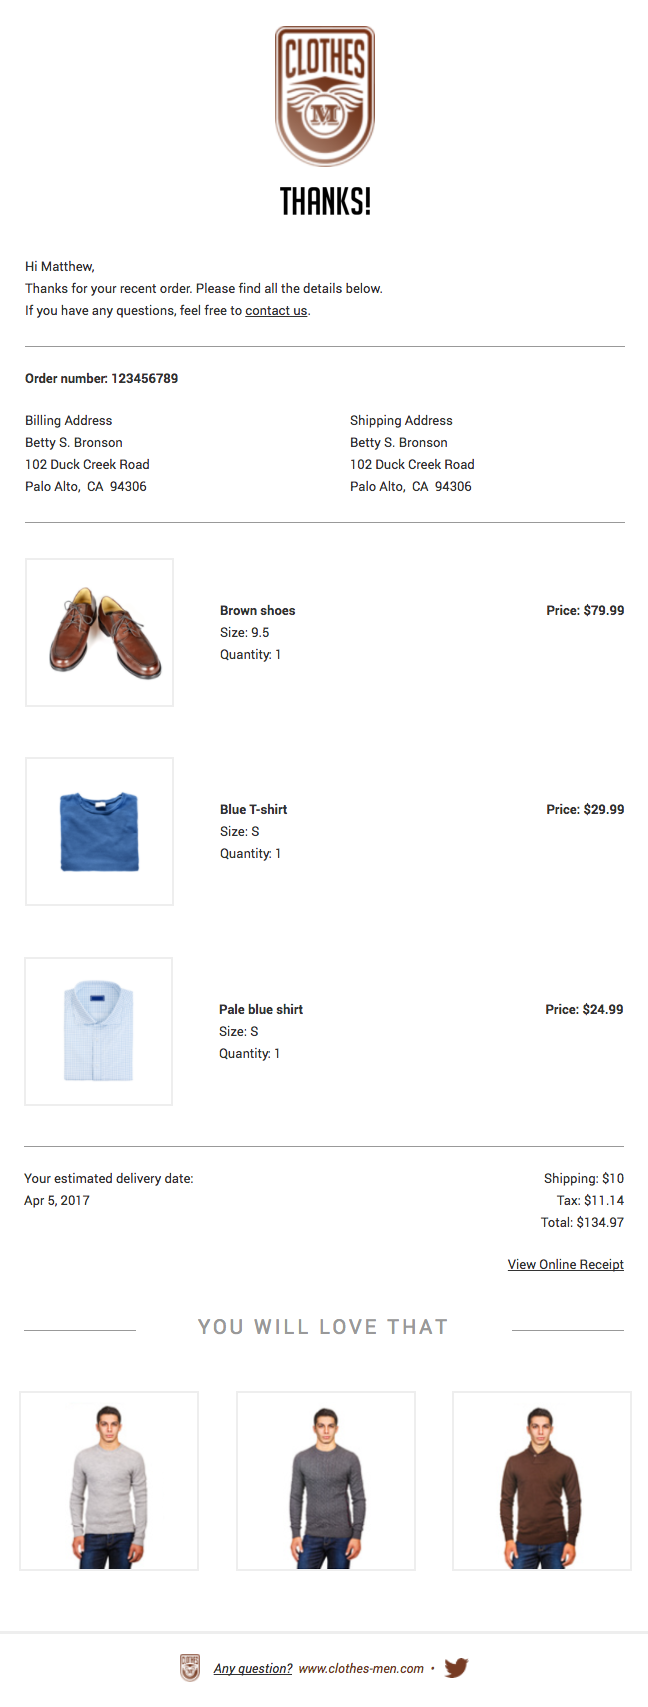 CLOTHES
M
THANKS!
Hi Matthew,
Thanks for your recent order. Please find all the details below.
If you have any questions, feel free to contact us.
Order number: 123456789
Billing Address
Betty S. Bronson
102 Duck Creek Road
Palo Alto,  CA  94306
Shipping Address
Betty S. Bronson
102 Duck Creek Road
Palo Alto,  CA  94306
Brown shoes
Size: 9.5
Quantity: 1
Price: $79.99
Blue T-shirt
Size: S
Quantity: 1
Price: $29.99
Pale blue shirt
Size: S
Quantity: 1
Price: $24.99
Your estimated delivery date:
Apr 5, 2017
Shipping: $10
Tax: $11.14
Total: $134.97
View Online Receipt
YOU WILL LOVE THAT
CLOTHES
Any question? www.clothes-men.com •